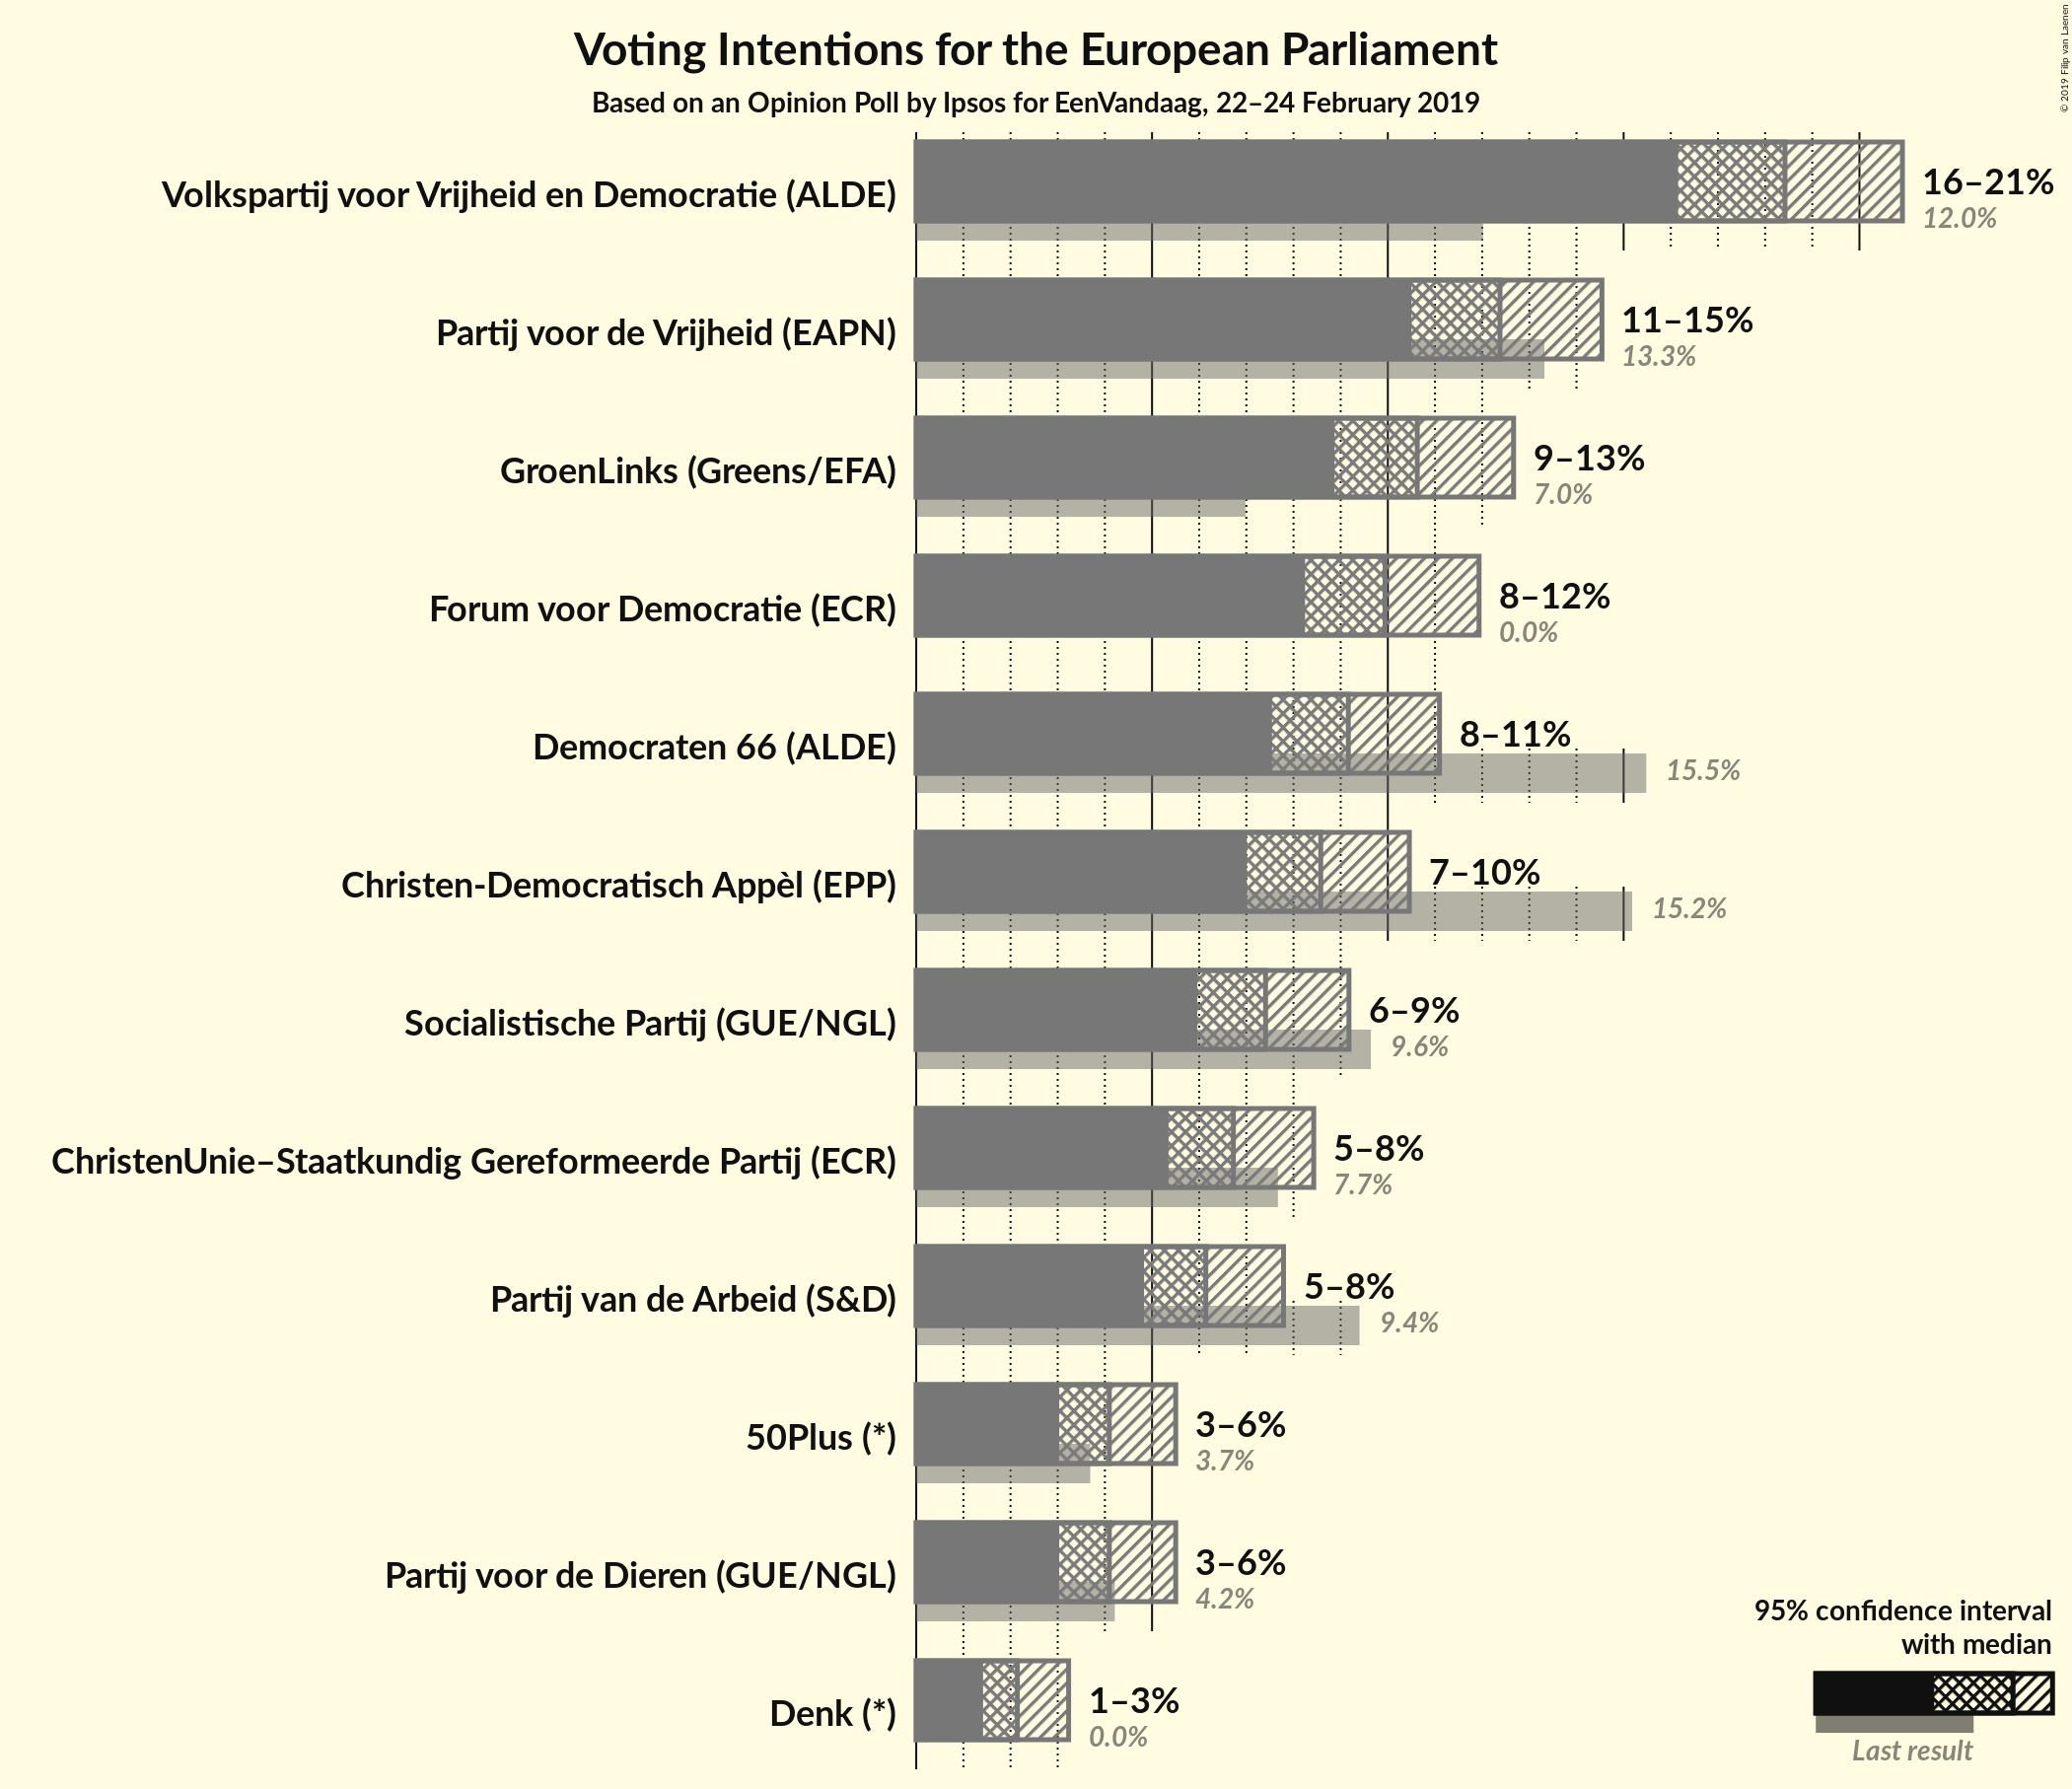 Voting Intentions for the European Parliament
Based on an Opinion Poll by Ipsos for EenVandaag, 22–24 February 2019
© 2019 Filip van Laenen
Volkspartij voor Vrijheid en Democratie (ALDE)
16–21%
12.0%
Partij voor de Vrijheid (EAPN)
11–15%
13.3%
GroenLinks (Greens/EFA)
9–13%
7.0%
Forum voor Democratie (ECR)
8–12%
0.0%
Democraten 66 (ALDE)
8–11%
15.5%
Christen-Democratisch Appèl (EPP)
7–10%
15.2%
Socialistische Partij (GUE/NGL)
6–9%
9.6%
ChristenUnie–Staatkundig Gereformeerde Partij (ECR)
5–8%
7.7%
Partij van de Arbeid (S&D)
5–8%
9.4%
50Plus (*)
3–6%
3.7%
Partij voor de Dieren (GUE/NGL)
3–6%
4.2%
Denk (*)
1–3%
0.0%
95% confidence interval
with median
Last result